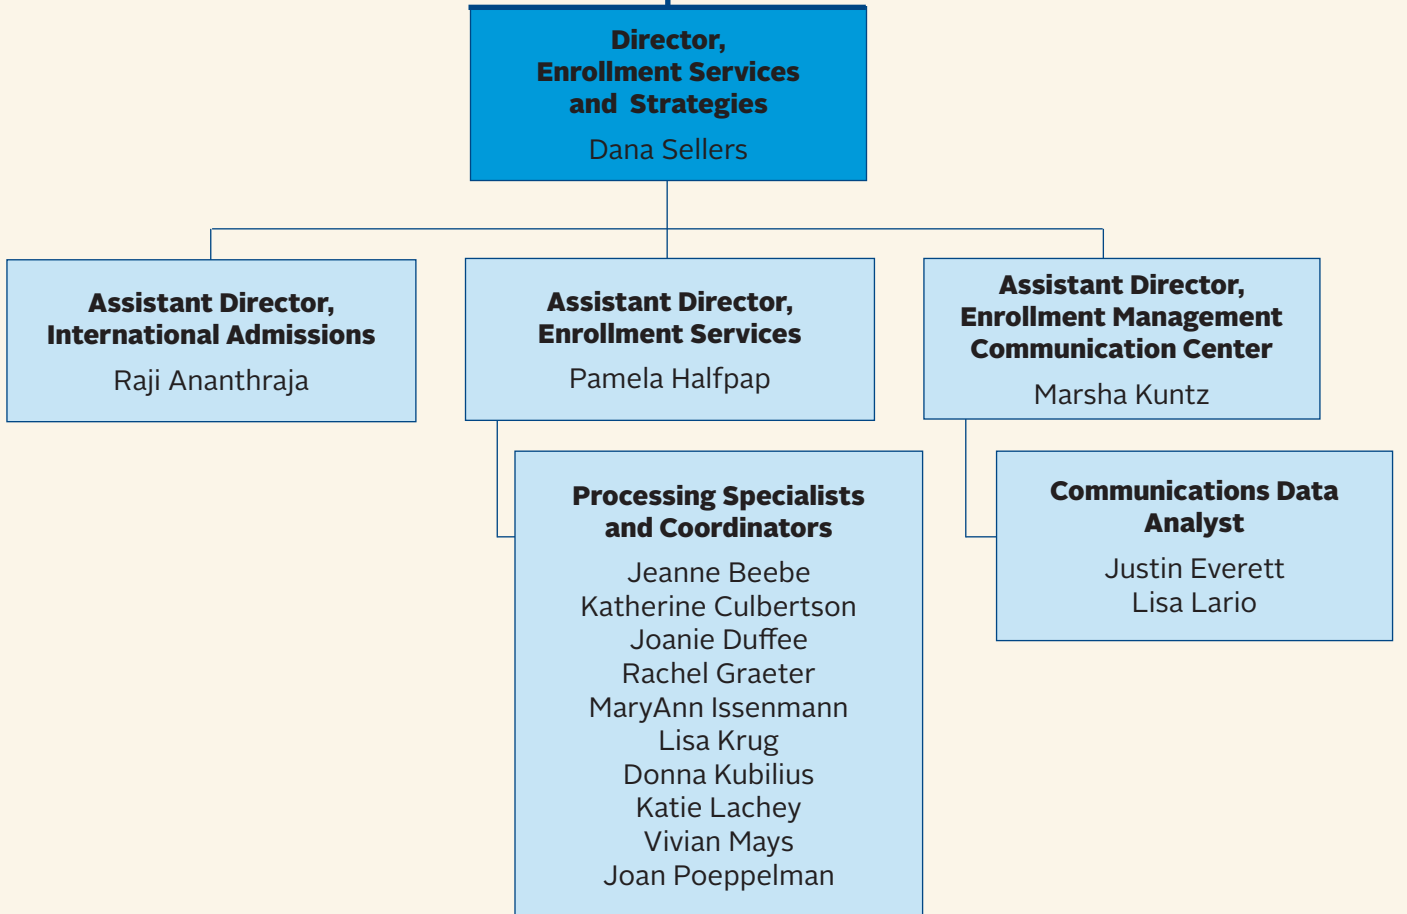 Director,
Enrollment Services
and Strategies
Dana Sellers
Assistant Director,
International Admissions
Raji Ananthraja
Assistant Director,
Enrollment Services
Pamela Halfpap
Assistant Director,
Enrollment Management
Communication Center
Marsha Kuntz
Processing Specialists
and Coordinators
Jeanne Beebe
Katherine Culbertson
Joanie Duffee
Rachel Graeter
MaryAnn Issenmann
Lisa Krug
Donna Kubilius
Katie Lachey
Vivian Mays
Joan Poeppelman
Communications Data
Analyst
Justin Everett
Lisa Lario